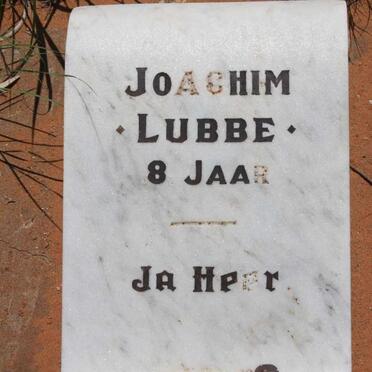 JOACHIM
· LUBBE ·
8 JAAR
JA HEER